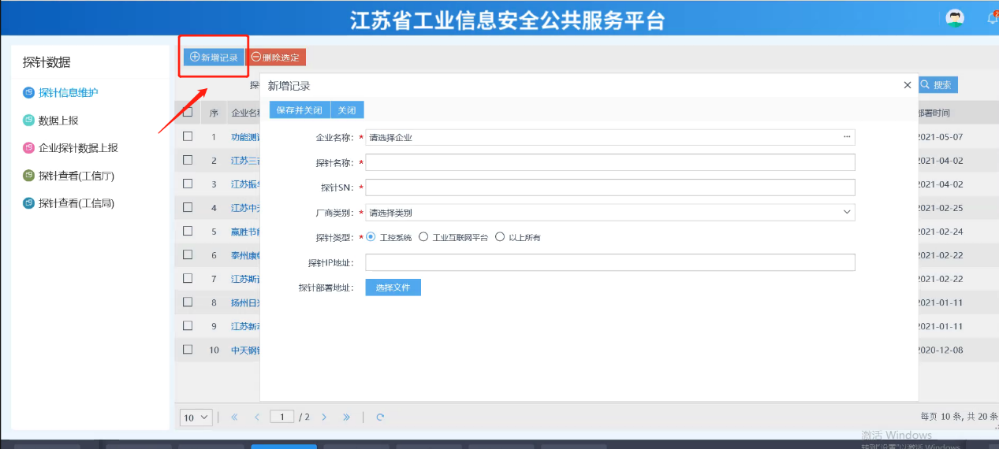 江苏省工业信息安全公共服务平台
2
探针数据
新增记录 删除选定
探针信息维护
数据上报
企业探针数据上报
探针查看(工信厅)
探针查看(工信局)
探
搜索
序 企业名称 部署时间
1 功能测试 2021-05-07
2 江苏三 2021-04-02
3 江苏振华 2021-04-02
4 江苏中天 2021-02-25
5 赢胜节能 2021-02-24
6 泰州康 2021-02-22
7 江苏斯 2021-02-22
8 扬州日 2021-01-11
9 江苏新 2021-01-11
10 中天钢铁 2020-12-08
新增记录
保存并关闭 关闭
企业名称： * 请选择企业 ...
探针名称： *
探针SN： *
厂商类别： * 请选择类别
探针类型： * 工控系统 工业互联网平台 以上所有
探针IP地址：
探针部署地址： 选择文件
10 1 / 2 每页 10 条, 共 20 条
激活 Windows
转到"设置"以激活 Windows